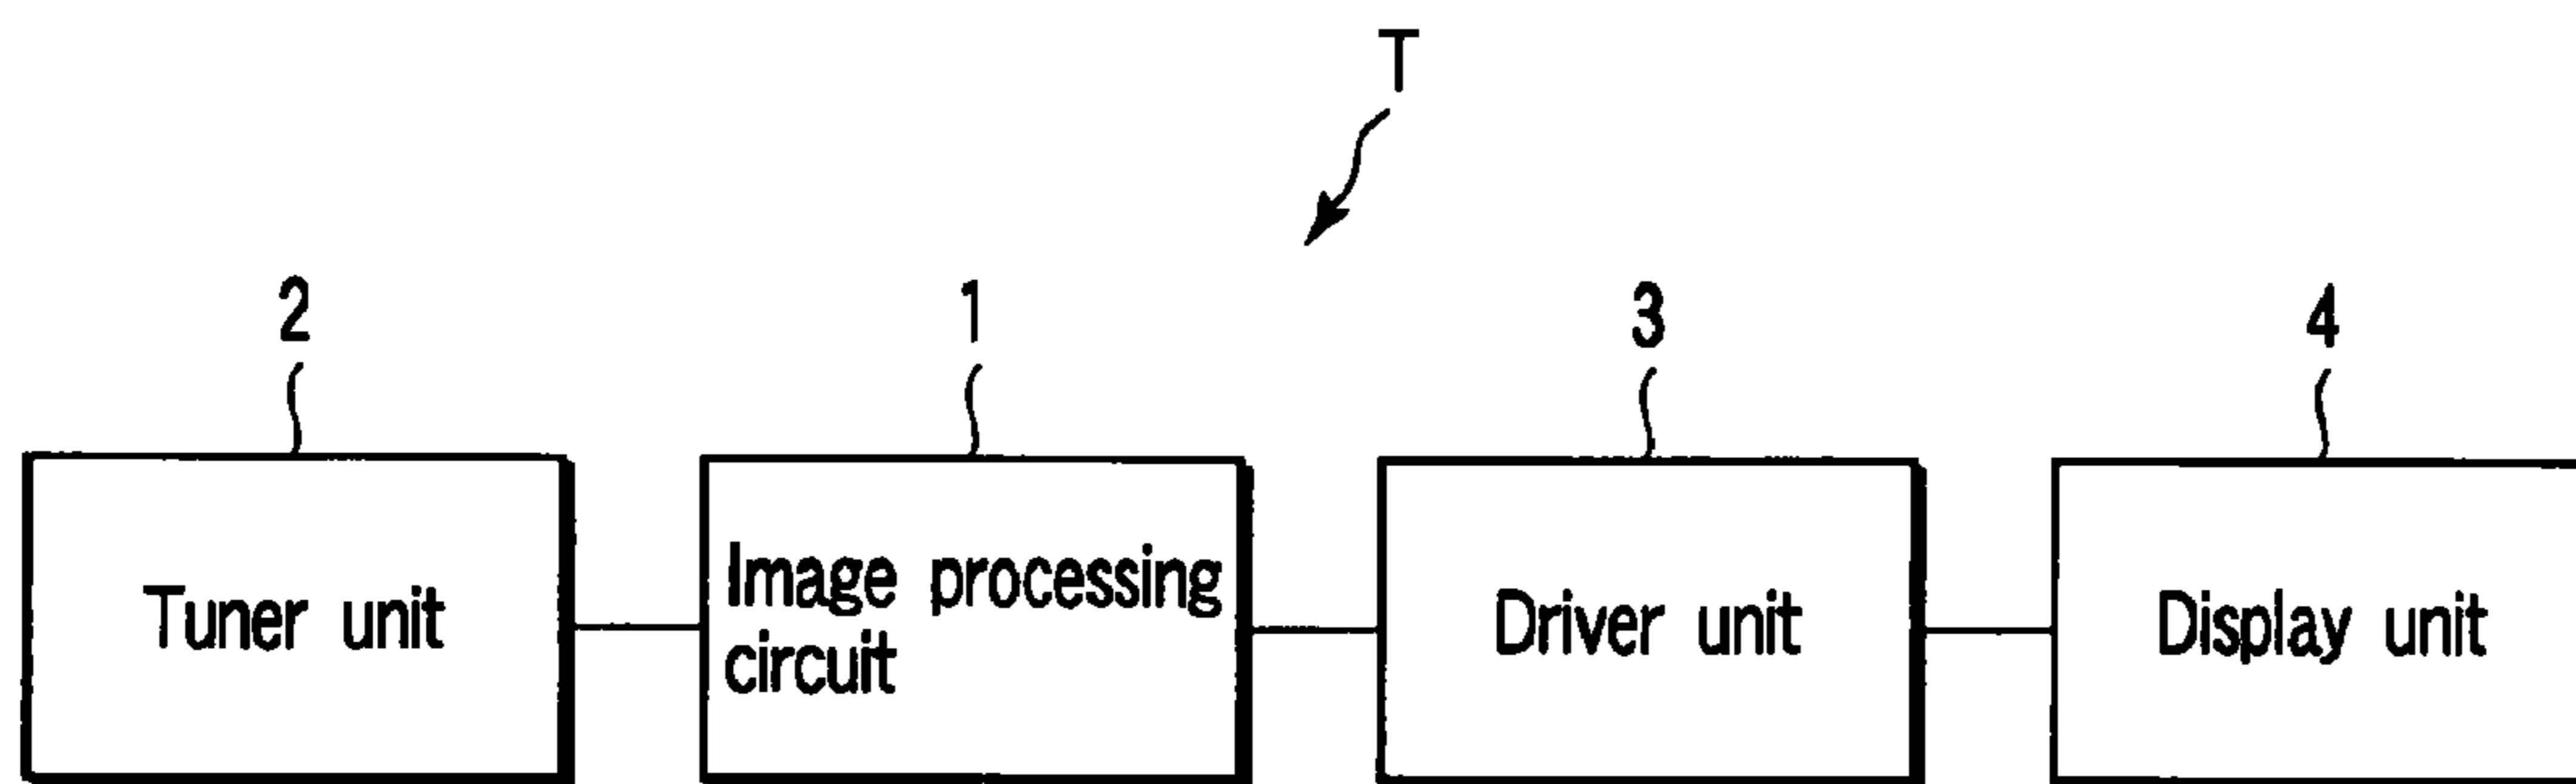 T
2
1
3
4
Tuner unit
Image processing
circuit
Driver unit
Display unit